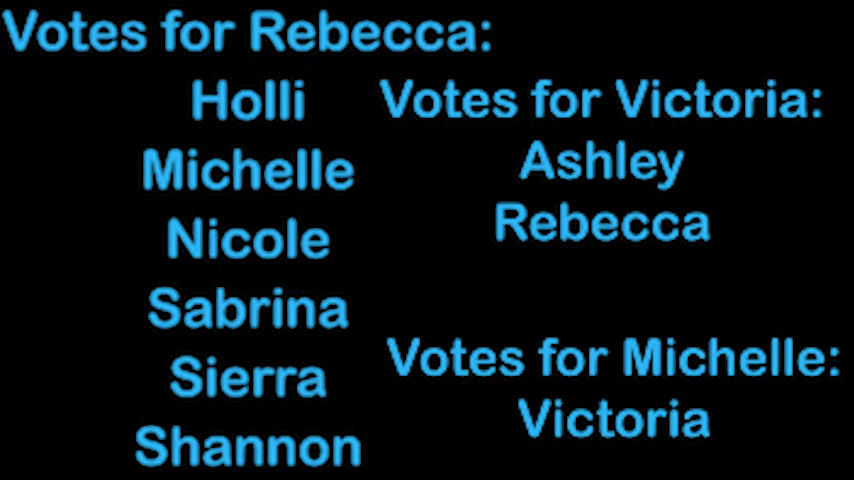 Votes for Rebecca:
Holli
Michelle
Nicole
Sabrina
Sierra
Shannon
Votes for Victoria:
Ashley
Rebecca
Votes for Michelle:
Victoria